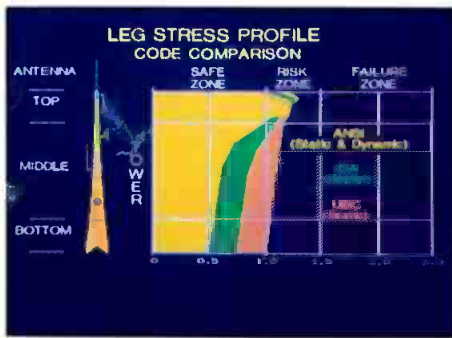 LEG STRESS PROFILE
CODE COMPARISON
ANTENNA
SAFE ZONE
RISK ZONE
FAILURE ZONE
TOP
ANSI
(Static & Dynamic)
MIDDLE
WER
BOTTOM
0 0.5 1.0 1.5